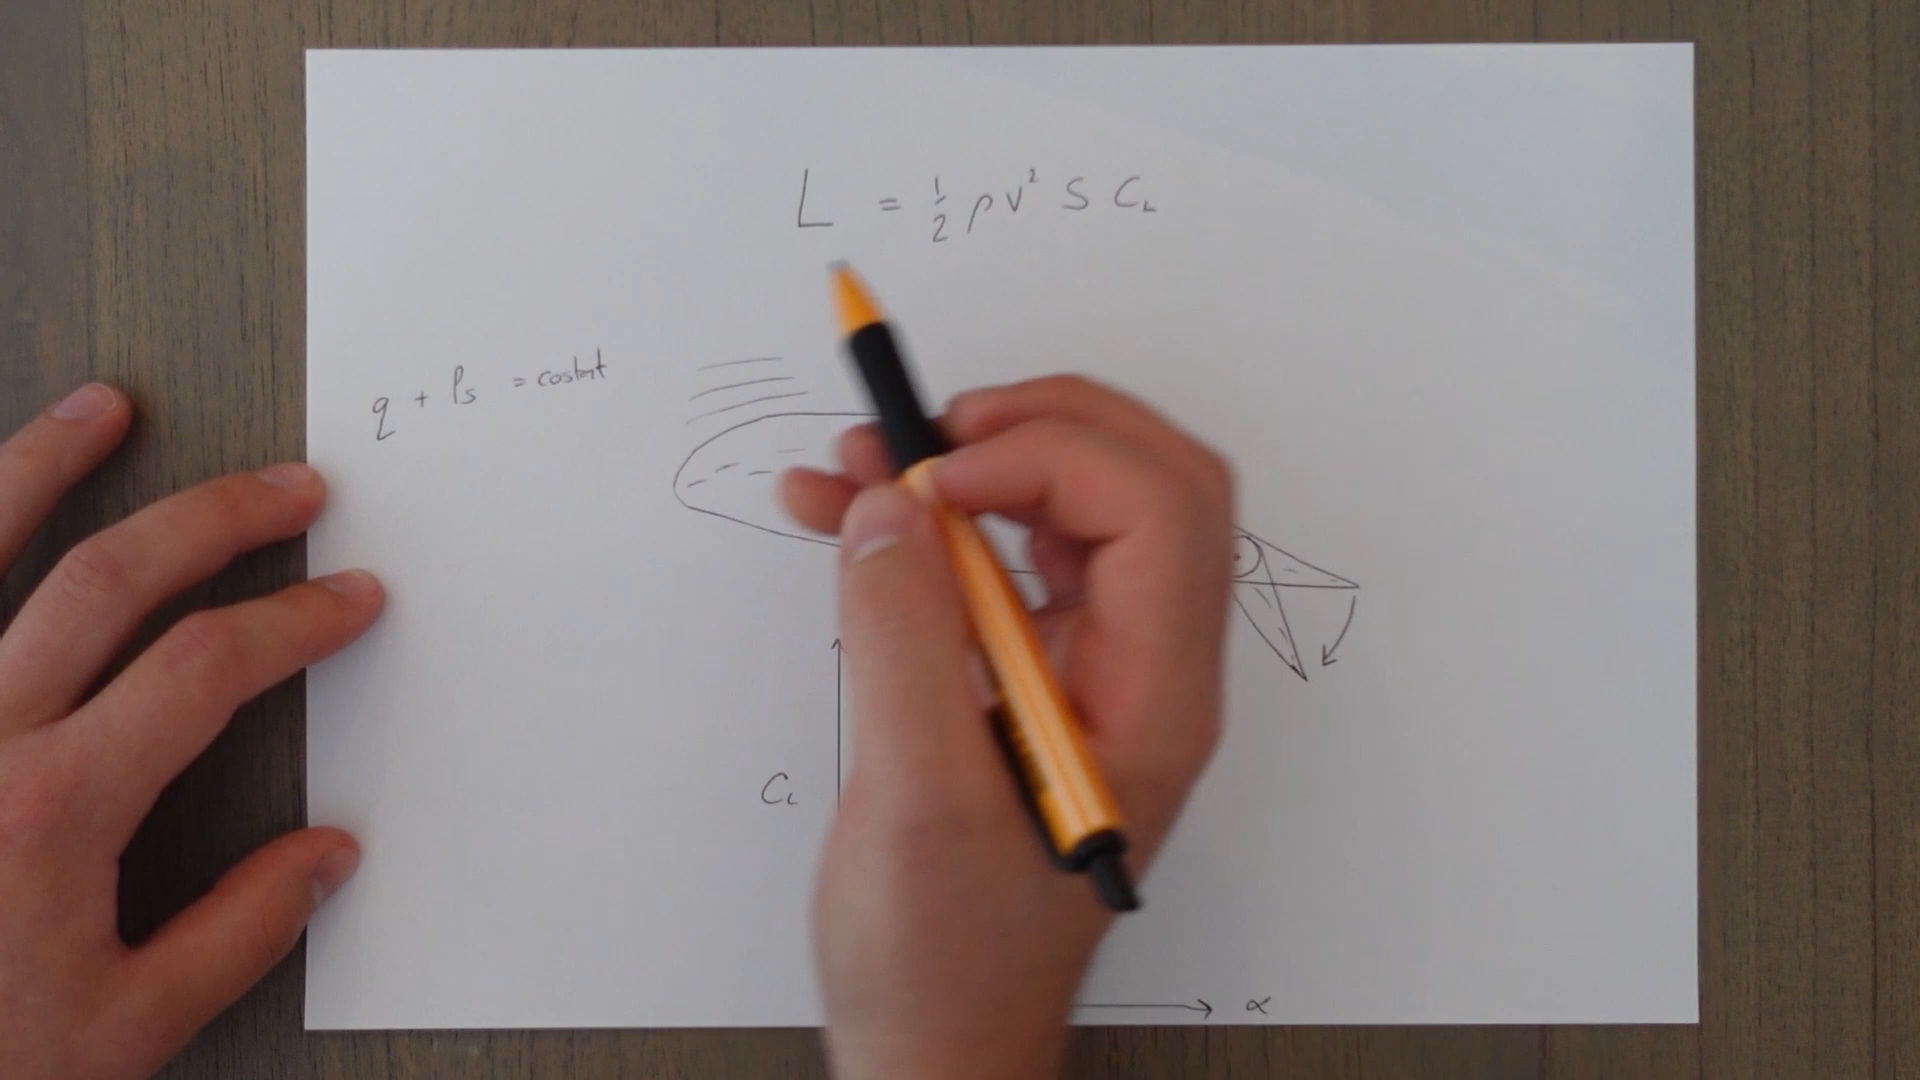 L = ½ ρ V² S C_L
q + P_s = costant
C_L
α